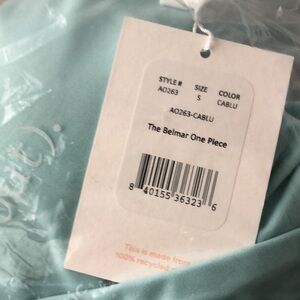 STYLE # SIZE COLOR
AO263 S CABLU
AO263-CABLU
The Belmar One Piece
8 40155 36323 6
This is made from
100% recycled